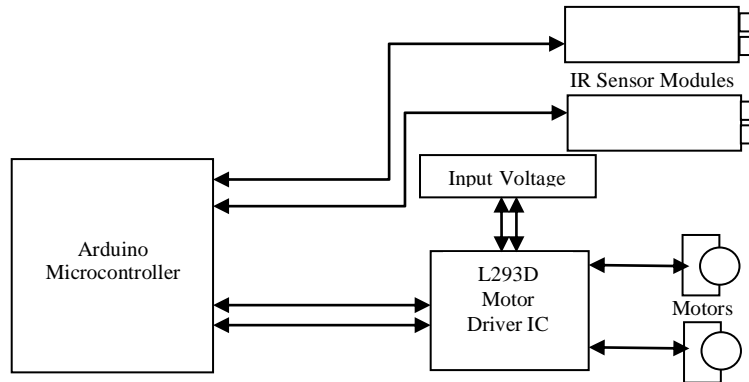 IR Sensor Modules
Input Voltage
Arduino
Microcontroller
L293D
Motor
Driver IC
Motors